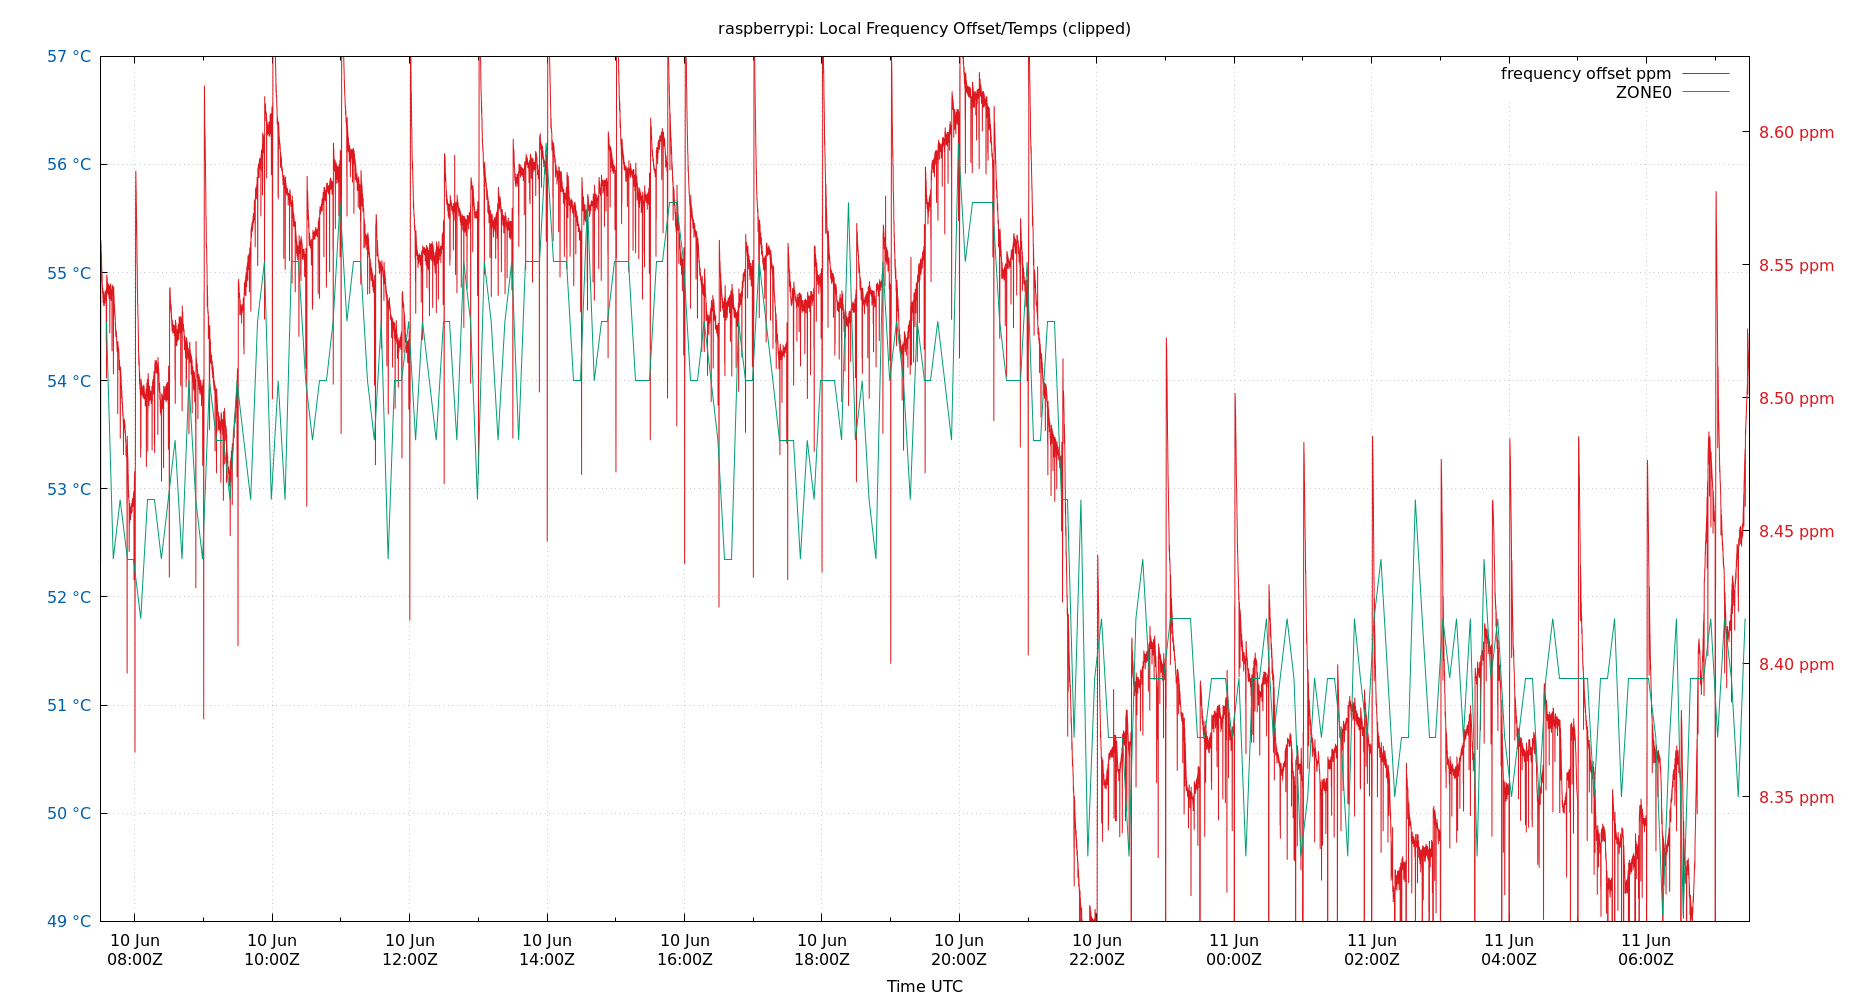 raspberrypi: Local Frequency Offset/Temps (clipped)
frequency offset ppm
ZONE0
57 °C
56 °C
55 °C
54 °C
53 °C
52 °C
51 °C
50 °C
49 °C
8.60 ppm
8.55 ppm
8.50 ppm
8.45 ppm
8.40 ppm
8.35 ppm
10 Jun 10 Jun 10 Jun 10 Jun 10 Jun 10 Jun 10 Jun 10 Jun 11 Jun 11 Jun 11 Jun 11 Jun
08:00Z 10:00Z 12:00Z 14:00Z 16:00Z 18:00Z 20:00Z 22:00Z 00:00Z 02:00Z 04:00Z 06:00Z
Time UTC